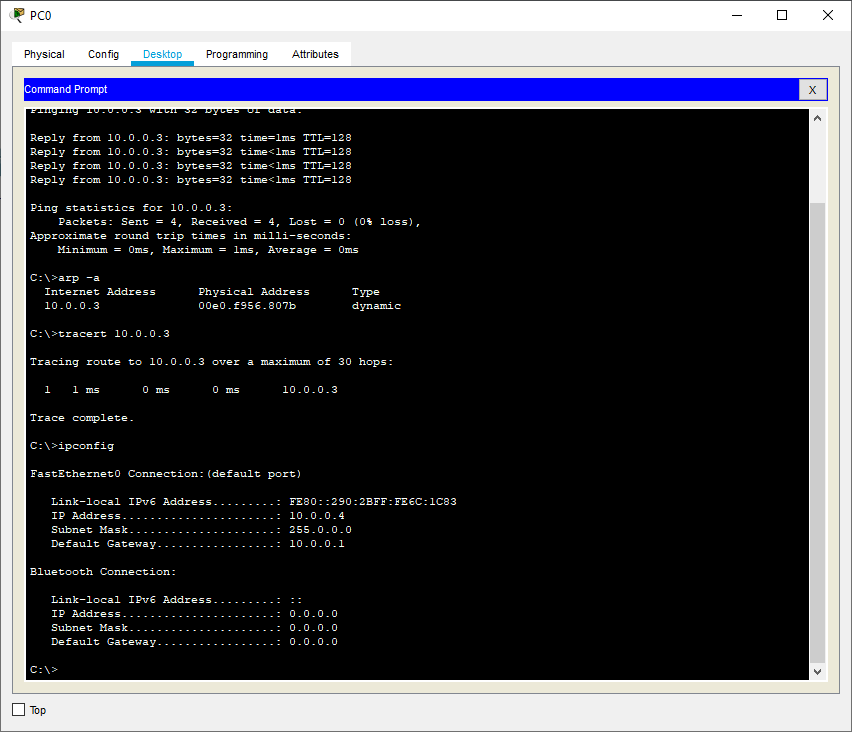 PC0
Physical Config Desktop Programming Attributes
Command Prompt X
Pinging 10.0.0.3 with 32 bytes of data:
Reply from 10.0.0.3: bytes=32 time=1ms TTL=128
Reply from 10.0.0.3: bytes=32 time<1ms TTL=128
Reply from 10.0.0.3: bytes=32 time<1ms TTL=128
Reply from 10.0.0.3: bytes=32 time<1ms TTL=128
Ping statistics for 10.0.0.3:
Packets: Sent = 4, Received = 4, Lost = 0 (0% loss),
Approximate round trip times in milli-seconds:
Minimum = 0ms, Maximum = 1ms, Average = 0ms
C:\>arp -a
Internet Address Physical Address Type
10.0.0.3 00e0.f956.807b dynamic
C:\>tracert 10.0.0.3
Tracing route to 10.0.0.3 over a maximum of 30 hops:
1 1 ms 0 ms 0 ms 10.0.0.3
Trace complete.
C:\>ipconfig
FastEthernet0 Connection:(default port)
Link-local IPv6 Address.........: FE80::290:2BFF:FE6C:1C83
IP Address......................: 10.0.0.4
Subnet Mask.....................: 255.0.0.0
Default Gateway.................: 10.0.0.1
Bluetooth Connection:
Link-local IPv6 Address.........: ::
IP Address......................: 0.0.0.0
Subnet Mask.....................: 0.0.0.0
Default Gateway.................: 0.0.0.0
C:\>
Top